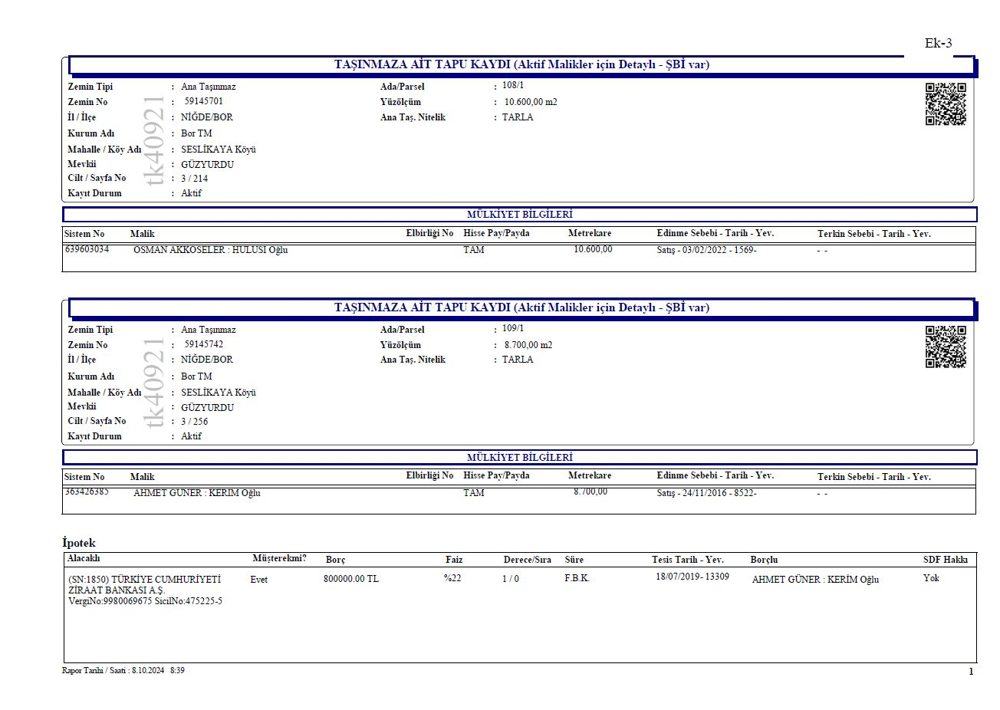 Ek-3
TAŞINMAZA AİT TAPU KAYDI (Aktif Malikler için Detaylı - ŞBİ var)
Zemin Tipi : Ana Taşınmaz Ada/Parsel : 108/1
Zemin No : 59145701 Yüzölçüm : 10.600,00 m2
İl / İlçe : NİĞDE/BOR Ana Taş. Nitelik : TARLA
Kurum Adı : Bor TM
Mahalle / Köy Adı : SESLİKAYA Köyü
Mevkii : GÜZYURDU
Cilt / Sayfa No : 3 / 214
Kayıt Durum : Aktif
tk40921
MÜLKİYET BİLGİLERİ
Sistem No Malik Elbirliği No Hisse Pay/Payda Metrekare Edinme Sebebi - Tarih - Yev. Terkin Sebebi - Tarih - Yev.
639603034 OSMAN AKKÖSELER : HULUSİ Oğlu TAM 10.600,00 Satış - 03/02/2022 - 1569- - -
TAŞINMAZA AİT TAPU KAYDI (Aktif Malikler için Detaylı - ŞBİ var)
Zemin Tipi : Ana Taşınmaz Ada/Parsel : 109/1
Zemin No : 59145742 Yüzölçüm : 8.700,00 m2
İl / İlçe : NİĞDE/BOR Ana Taş. Nitelik : TARLA
Kurum Adı : Bor TM
Mahalle / Köy Adı : SESLİKAYA Köyü
Mevkii : GÜZYURDU
Cilt / Sayfa No : 3 / 256
Kayıt Durum : Aktif
tk40921
MÜLKİYET BİLGİLERİ
Sistem No Malik Elbirliği No Hisse Pay/Payda Metrekare Edinme Sebebi - Tarih - Yev. Terkin Sebebi - Tarih - Yev.
363426385 AHMET GÜNER : KERİM Oğlu TAM 8.700,00 Satış - 24/11/2016 - 8522- - -
İpotek
Alacaklı Müşterekmi? Borç Faiz Derece/Sıra Süre Tesis Tarih - Yev. Borçlu SDF Hakkı
(SN:1850) TÜRKİYE CUMHURİYETİ Evet 800000.00 TL %22 1 / 0 F.B.K. 18/07/2019- 13309 AHMET GÜNER : KERİM Oğlu Yok
ZİRAAT BANKASI A.Ş.
VergiNo:9980069675 SicilNo:475225-5
Rapor Tarihi / Saati : 8.10.2024 8:39 1